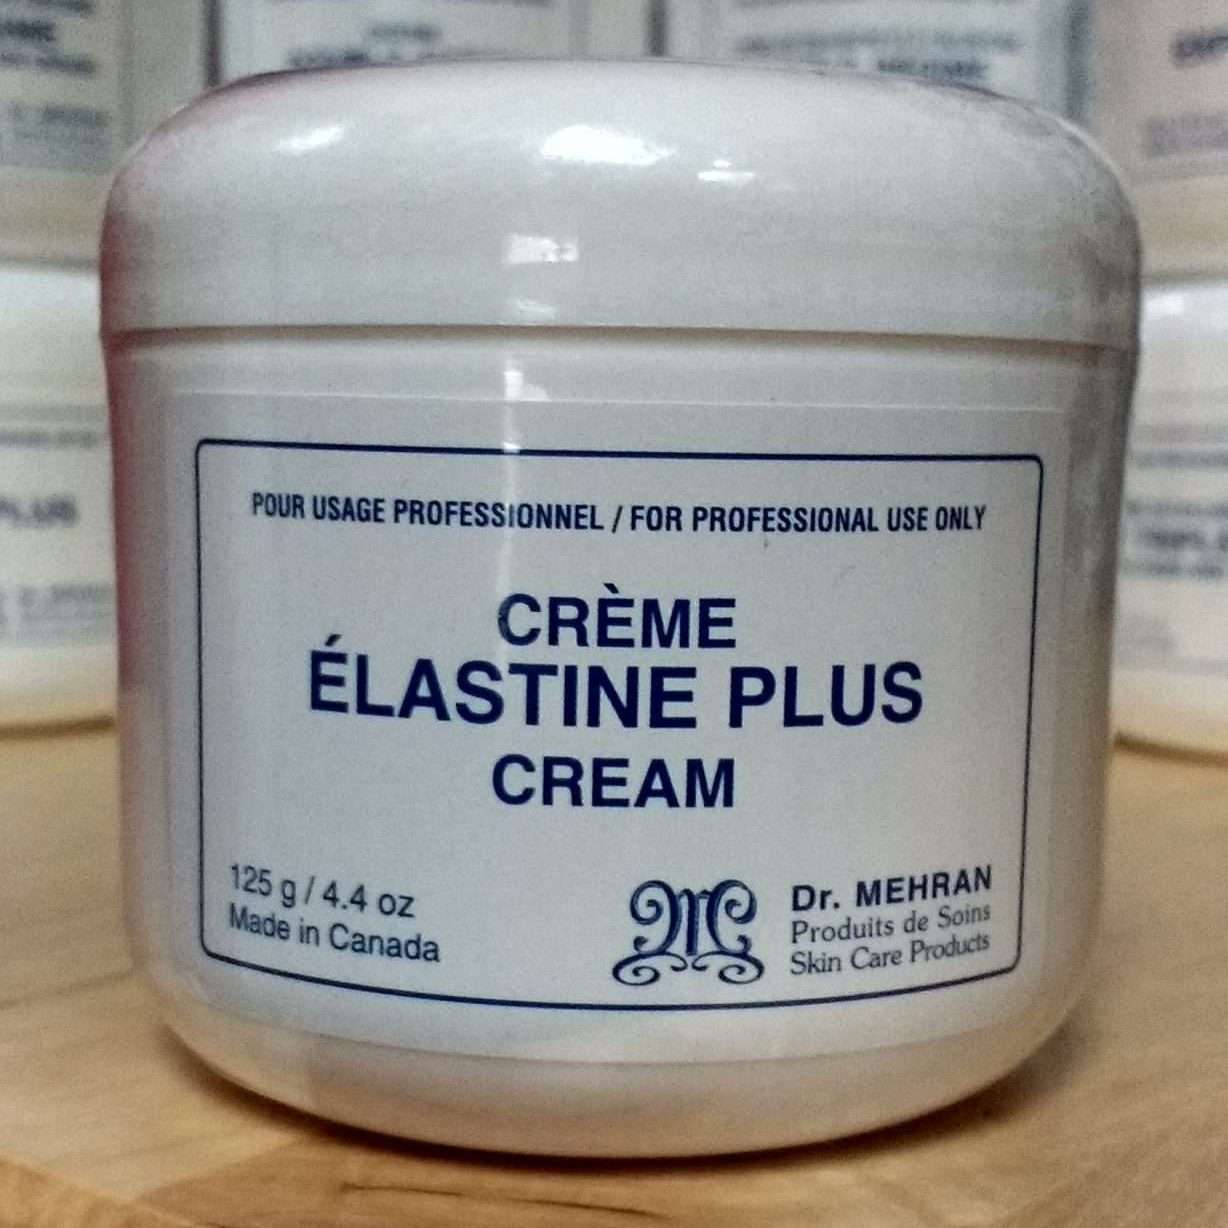 POUR USAGE PROFESSIONNEL / FOR PROFESSIONAL USE ONLY
CRÈME
ÉLASTINE PLUS
CREAM
125 g / 4.4 oz
Made in Canada
Dr. MEHRAN
Produits de Soins
Skin Care Products
PLUS